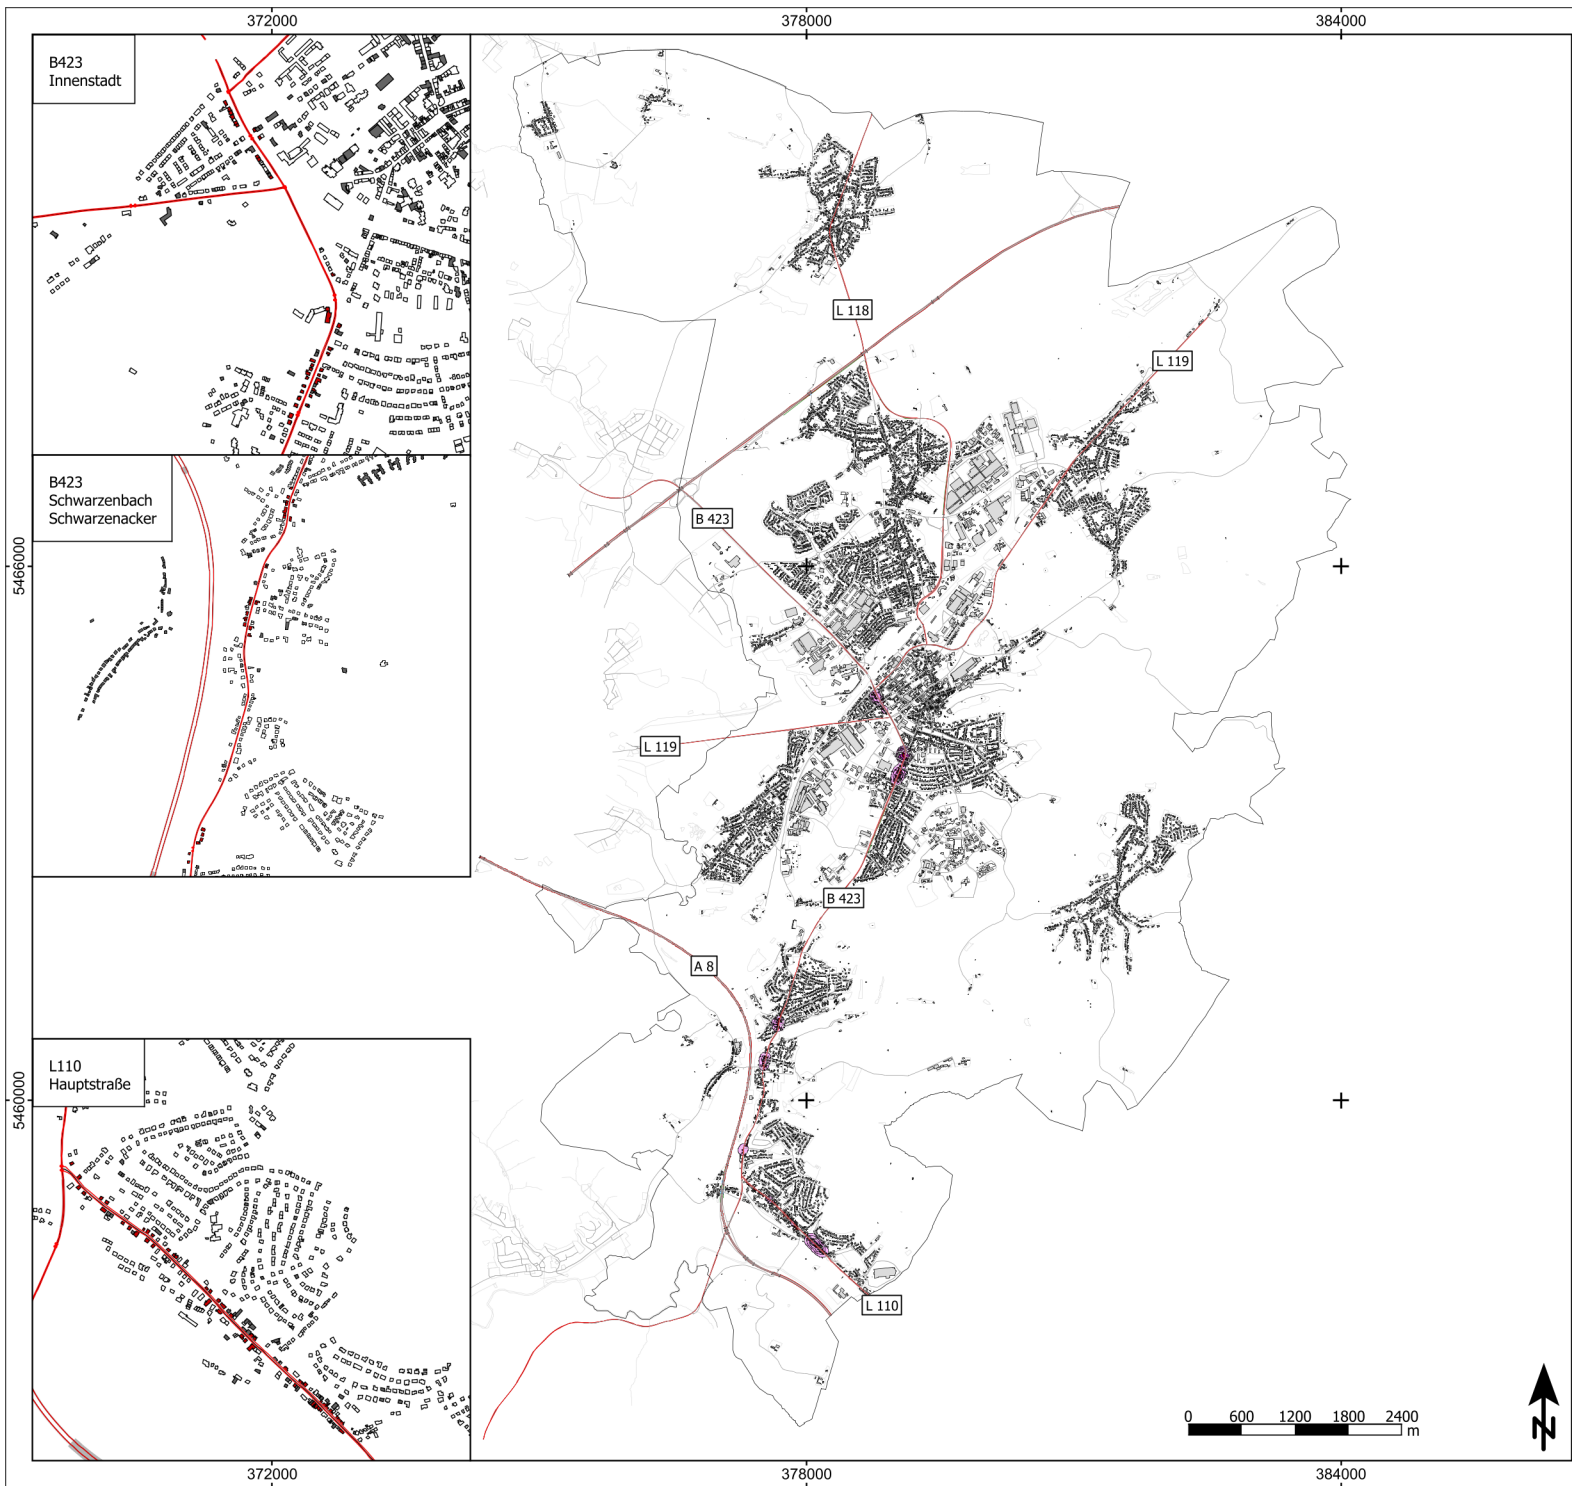 372000
378000
384000
B423
Innenstadt
L 118
L 119
B423
Schwarzenbach
Schwarzenacker
B 423
5466000
L 119
B 423
A 8
L110
Hauptstraße
5460000
L 110
0 600 1200 1800 2400
m
N
372000
378000
384000